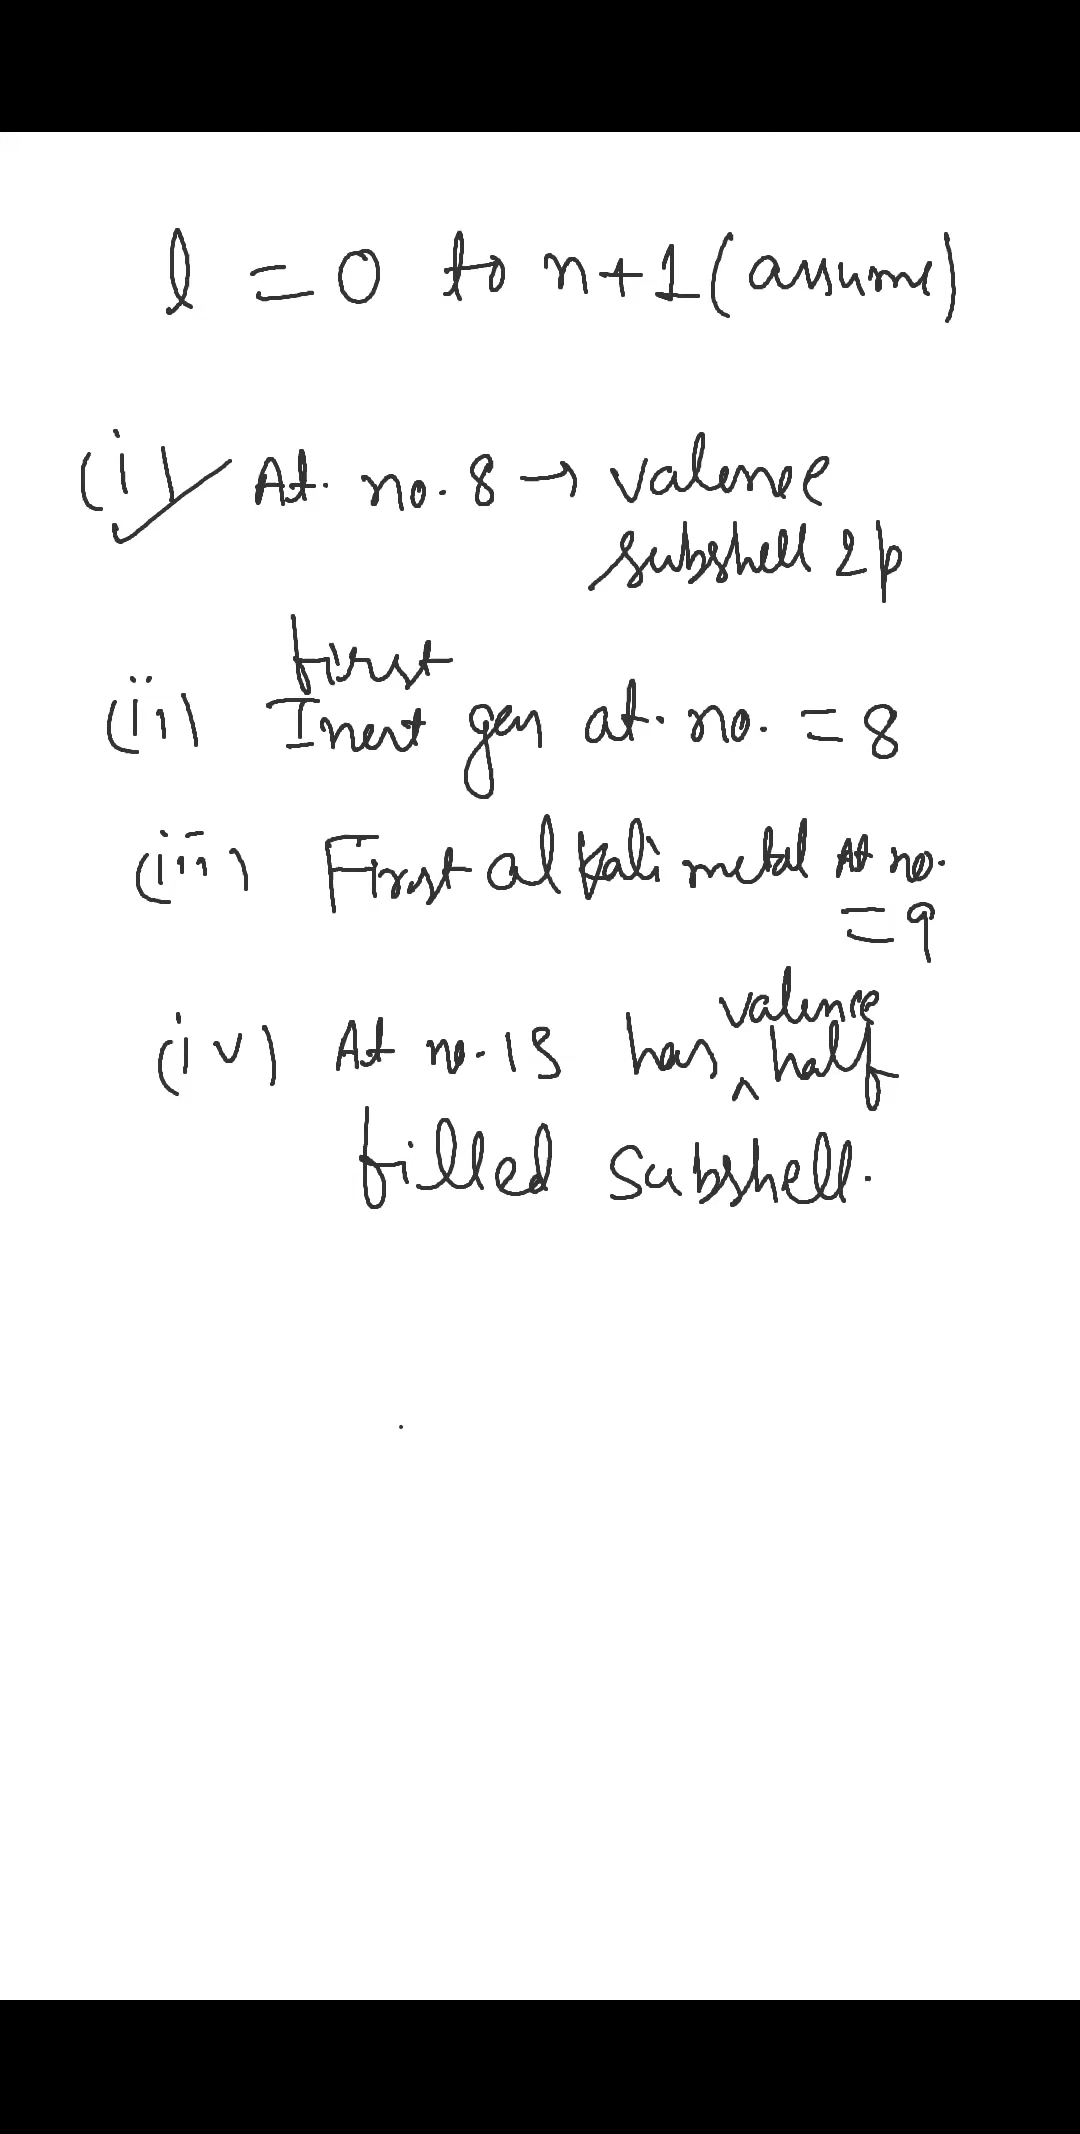 l = 0 to n+1 (assume)
(i) At. no. 8 → valence
subshell 2p
first
(ii) Inert gas at. no. = 8
(iii) First alkali metal At no.
= 9
valence
(iv) At no. 13 has ^ half
filled subshell.